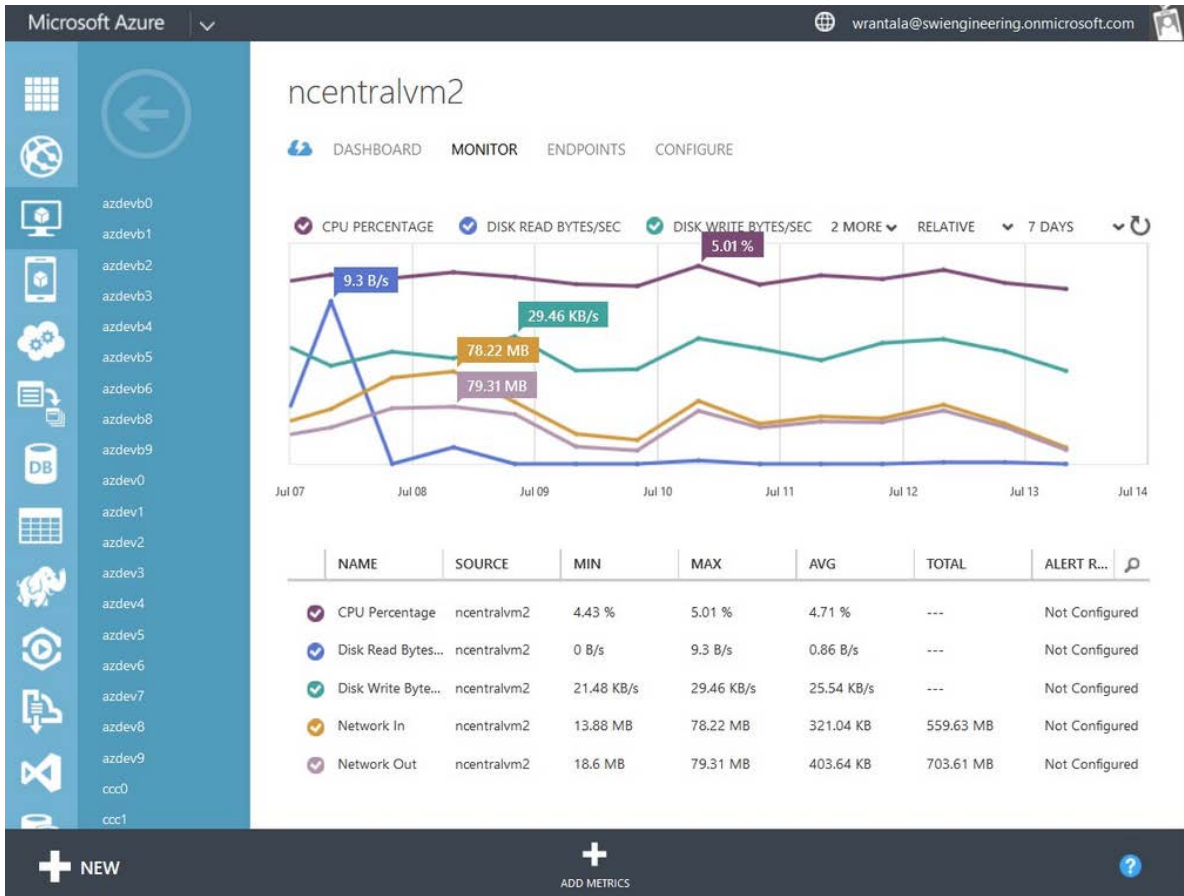 Microsoft Azure
wrantala@swiengineering.onmicrosoft.com
azdevb0
azdevb1
azdevb2
azdevb3
azdevb4
azdevb5
azdevb6
azdevb8
azdevb9
azdev0
azdev1
azdev2
azdev3
azdev4
azdev5
azdev6
azdev7
azdev8
azdev9
ccc0
ccc1
DB
ncentralvm2
DASHBOARD MONITOR ENDPOINTS CONFIGURE
CPU PERCENTAGE DISK READ BYTES/SEC DISK WRITE BYTES/SEC 2 MORE RELATIVE 7 DAYS
5.01 %
9.3 B/s
29.46 KB/s
78.22 MB
79.31 MB
Jul 07 Jul 08 Jul 09 Jul 10 Jul 11 Jul 12 Jul 13 Jul 14
NAME SOURCE MIN MAX AVG TOTAL ALERT R...
CPU Percentage ncentralvm2 4.43 % 5.01 % 4.71 % --- Not Configured
Disk Read Bytes... ncentralvm2 0 B/s 9.3 B/s 0.86 B/s --- Not Configured
Disk Write Byte... ncentralvm2 21.48 KB/s 29.46 KB/s 25.54 KB/s --- Not Configured
Network In ncentralvm2 13.88 MB 78.22 MB 321.04 KB 559.63 MB Not Configured
Network Out ncentralvm2 18.6 MB 79.31 MB 403.64 KB 703.61 MB Not Configured
NEW
ADD METRICS
?